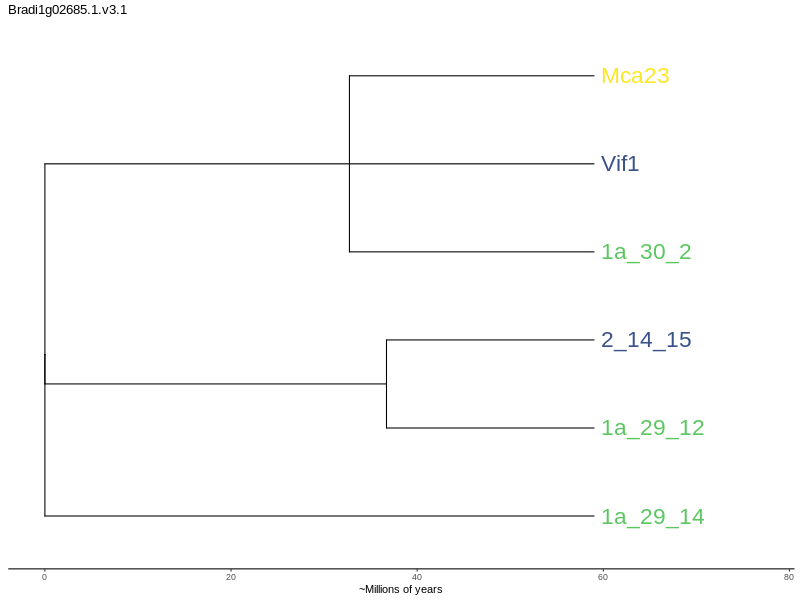 Bradi1g02685.1.v3.1
Mca23
Vif1
1a_30_2
2_14_15
1a_29_12
1a_29_14
0 20 40 60 80
~Millions of years